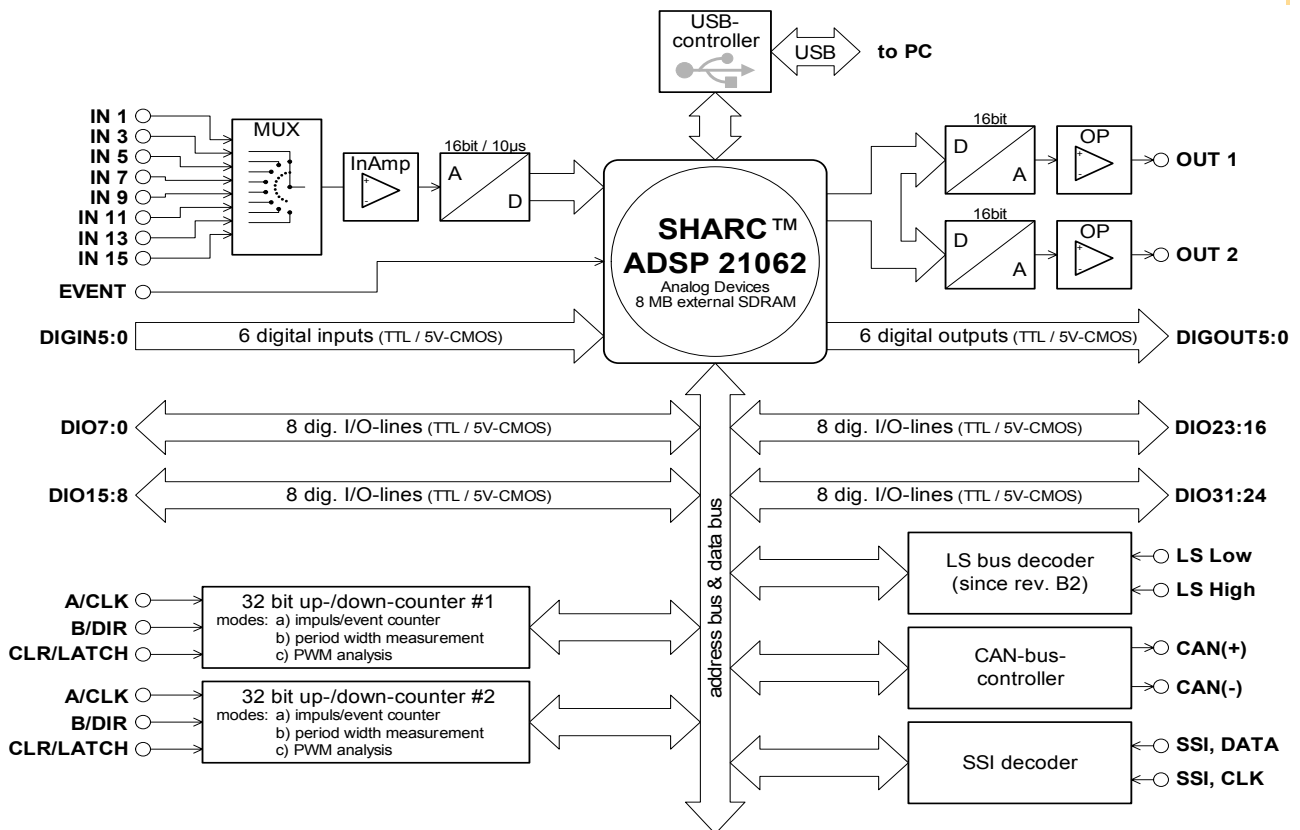 USB-
controller
USB
to PC
IN 1
IN 3
IN 5
IN 7
IN 9
IN 11
IN 13
IN 15
MUX
InAmp
16bit / 10µs
A
D
EVENT
SHARC™
ADSP 21062
Analog Devices
8 MB external SDRAM
16bit
D
A
OP
OUT 1
16bit
D
A
OP
OUT 2
DIGIN5:0
6 digital inputs (TTL / 5V-CMOS)
6 digital outputs (TTL / 5V-CMOS)
DIGOUT5:0
DIO7:0
8 dig. I/O-lines (TTL / 5V-CMOS)
8 dig. I/O-lines (TTL / 5V-CMOS)
DIO23:16
DIO15:8
8 dig. I/O-lines (TTL / 5V-CMOS)
8 dig. I/O-lines (TTL / 5V-CMOS)
DIO31:24
address bus & data bus
A/CLK
B/DIR
CLR/LATCH
32 bit up-/down-counter #1
modes: a) impuls/event counter
b) period width measurement
c) PWM analysis
A/CLK
B/DIR
CLR/LATCH
32 bit up-/down-counter #2
modes: a) impuls/event counter
b) period width measurement
c) PWM analysis
LS bus decoder
(since rev. B2)
LS Low
LS High
CAN-bus-
controller
CAN(+)
CAN(-)
SSI decoder
SSI, DATA
SSI, CLK